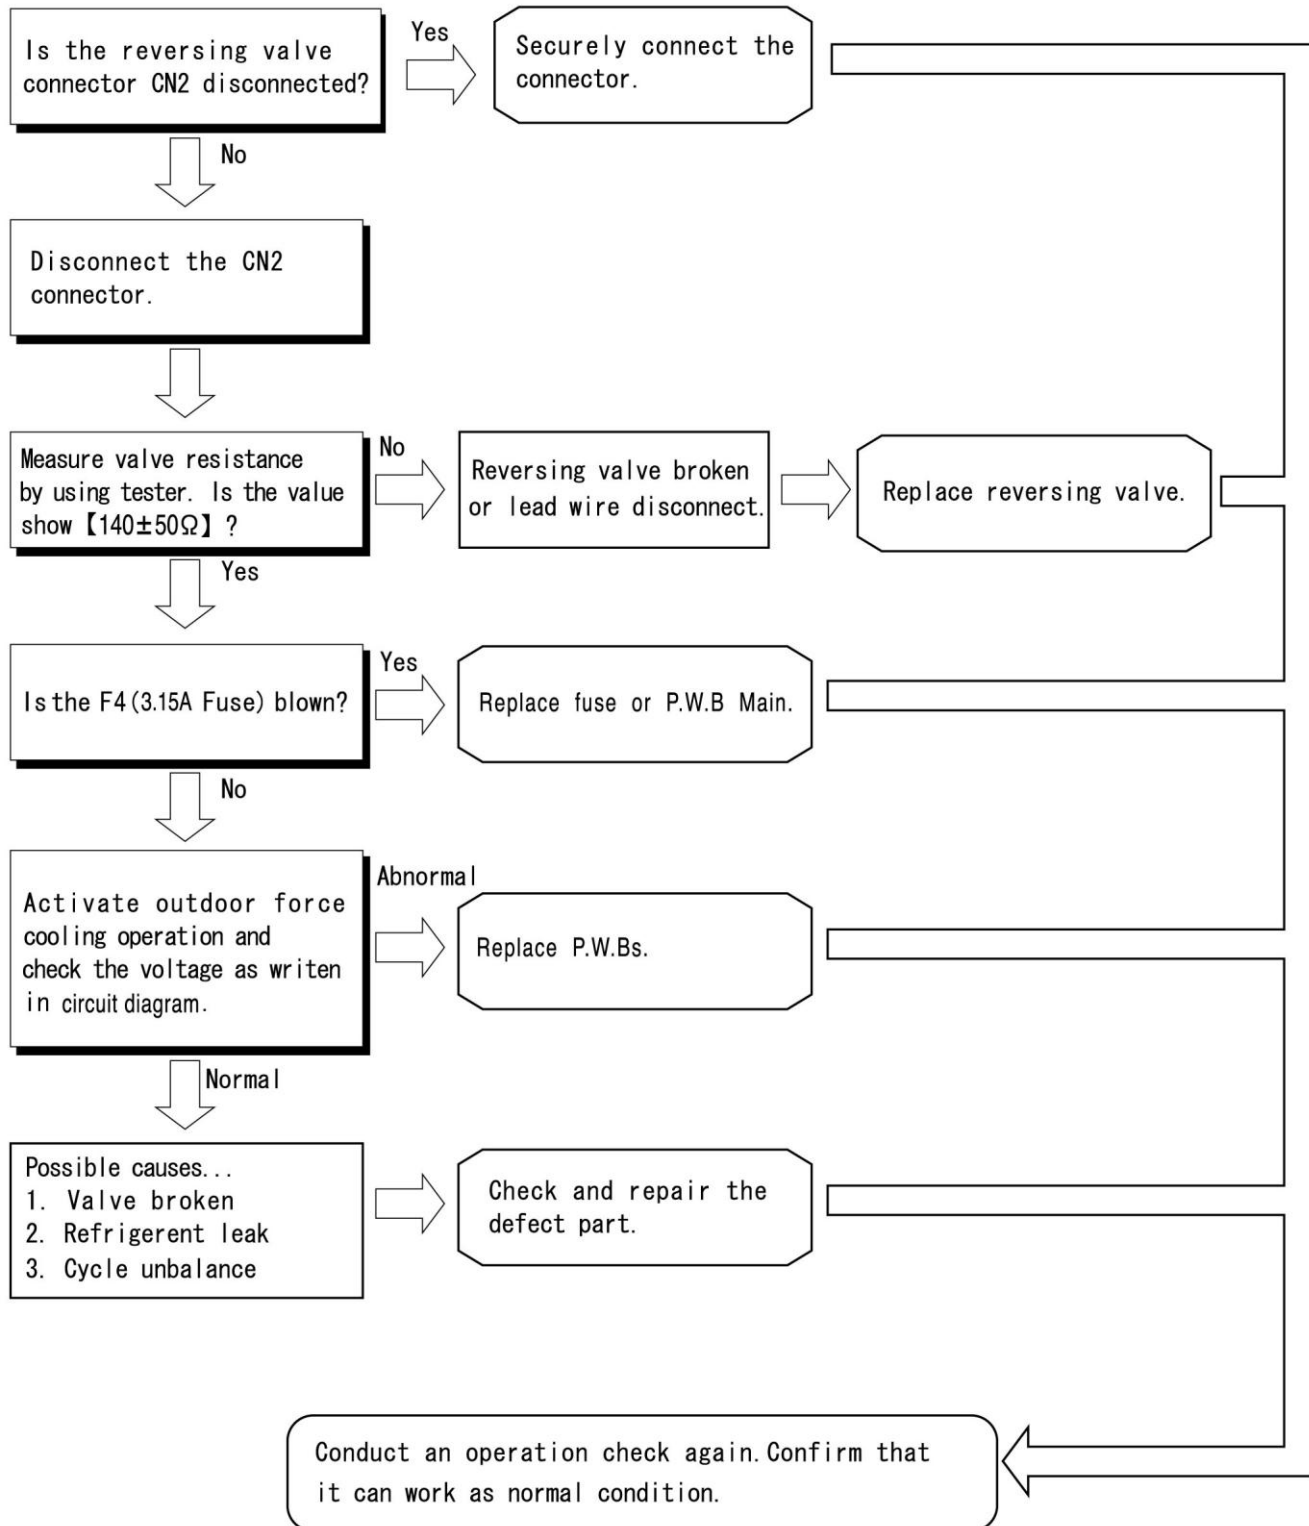 Is the reversing valve
connector CN2 disconnected?
Yes
Securely connect the
connector.
No
Disconnect the CN2
connector.
Measure valve resistance
by using tester. Is the value
show【140±50Ω】?
No
Reversing valve broken
or lead wire disconnect.
Replace reversing valve.
Yes
Is the F4(3.15A Fuse) blown?
Yes
Replace fuse or P.W.B Main.
No
Activate outdoor force
cooling operation and
check the voltage as writen
in circuit diagram.
Abnormal
Replace P.W.Bs.
Normal
Possible causes...
1. Valve broken
2. Refrigerent leak
3. Cycle unbalance
Check and repair the
defect part.
Conduct an operation check again.Confirm that
it can work as normal condition.